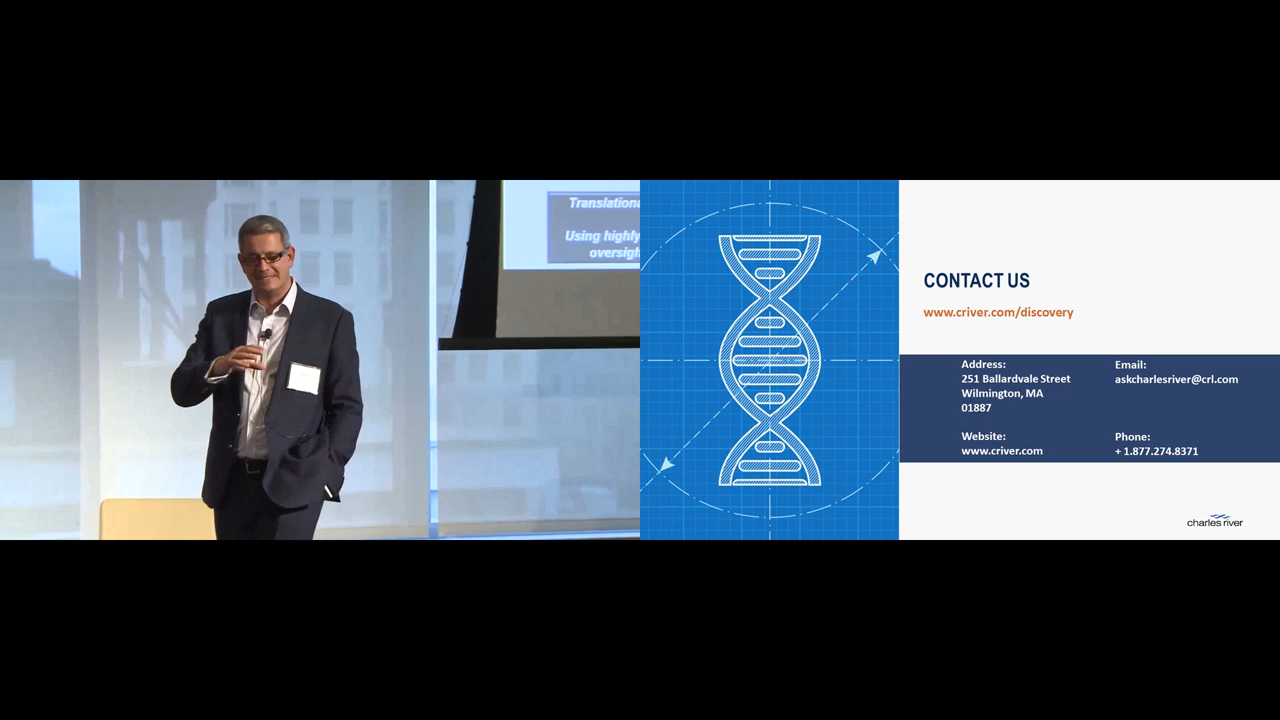 Translationa
Using highly
oversigh
CONTACT US
www.criver.com/discovery
Address:
251 Ballardvale Street
Wilmington, MA
01887
Email:
askcharlesriver@crl.com
Website:
www.criver.com
Phone:
+ 1.877.274.8371
charles river